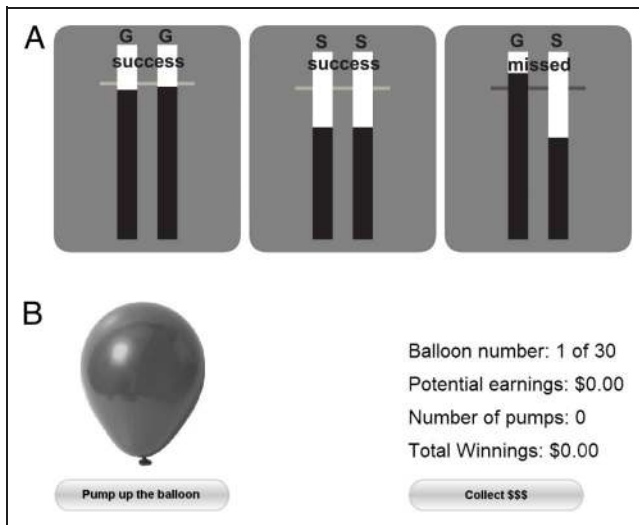 A
G G
success
S S
success
G S
missed
B
Balloon number: 1 of 30
Potential earnings: $0.00
Number of pumps: 0
Total Winnings: $0.00
Pump up the balloon
Collect $$$